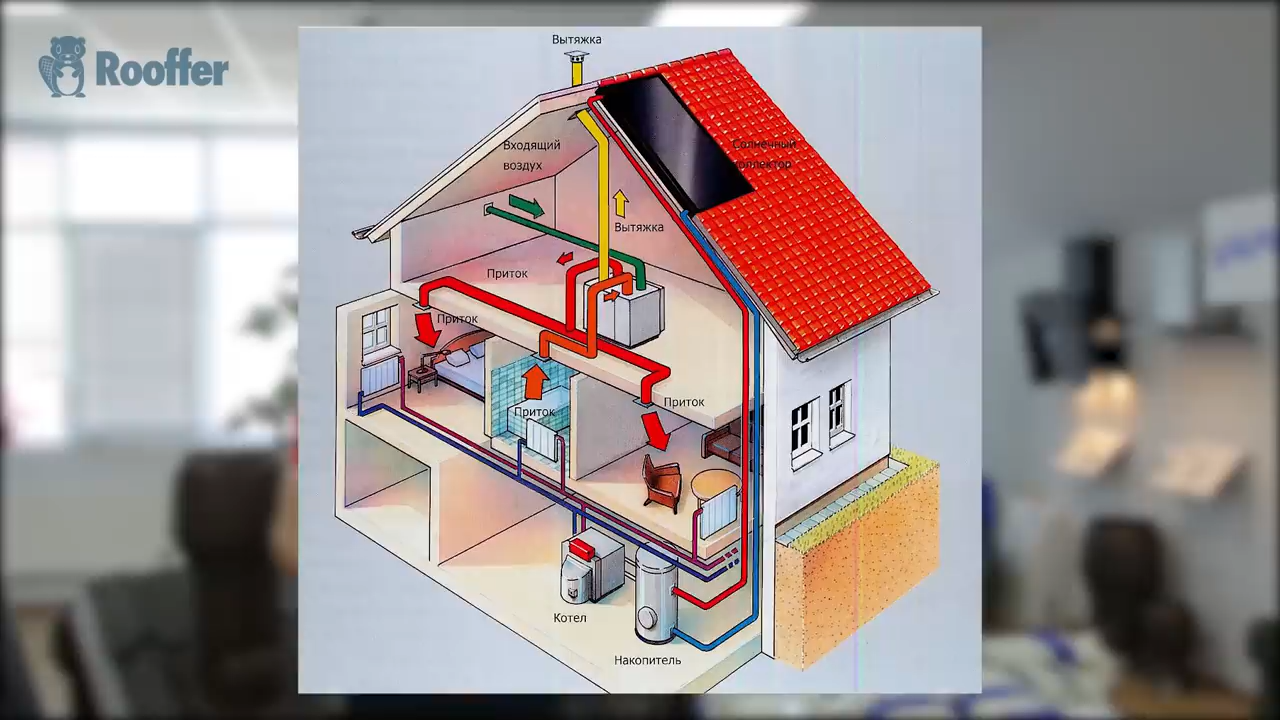 Rooffer
Вытяжка
Входящий
воздух
Солнечный
коллектор
Вытяжка
Приток
Приток
Приток
Приток
Котел
Накопитель